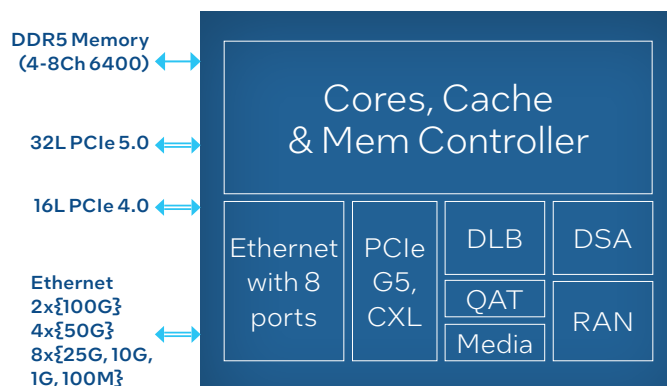 DDR5 Memory
(4-8Ch 6400)
32L PCIe 5.0
16L PCIe 4.0
Ethernet
2x{100G}
4x{50G}
8x{25G, 10G,
1G, 100M}
Cores, Cache
& Mem Controller
Ethernet
with 8
ports
PCIe
G5,
CXL
DLB
QAT
Media
DSA
RAN